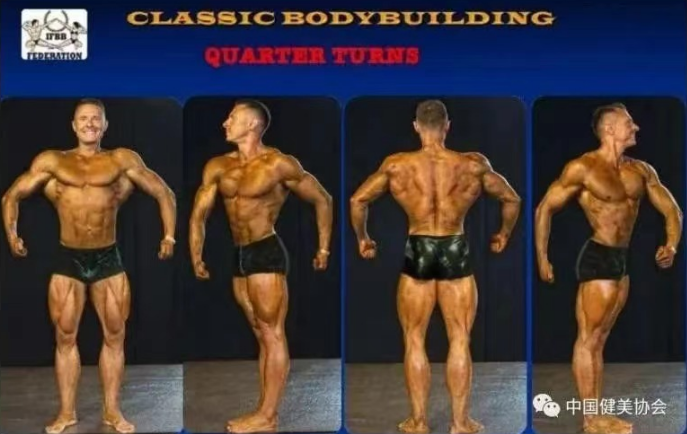 CLASSIC BODYBUILDING
IFBB
FEDERATION
QUARTER TURNS
中国健美协会